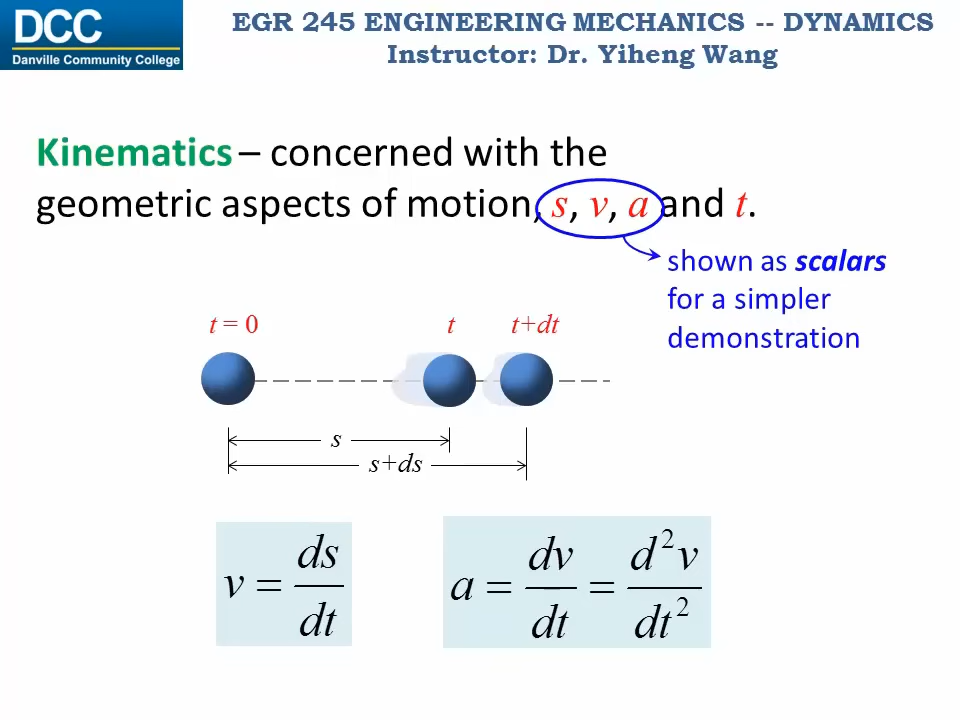 DCC
Danville Community College
EGR 245 ENGINEERING MECHANICS -- DYNAMICS
Instructor: Dr. Yiheng Wang
Kinematics – concerned with the
geometric aspects of motion, s, v, a and t.
shown as scalars
for a simpler
demonstration
t = 0
t
t+dt
s
s+ds
v = ds/dt
a = dv/dt = d²v/dt²